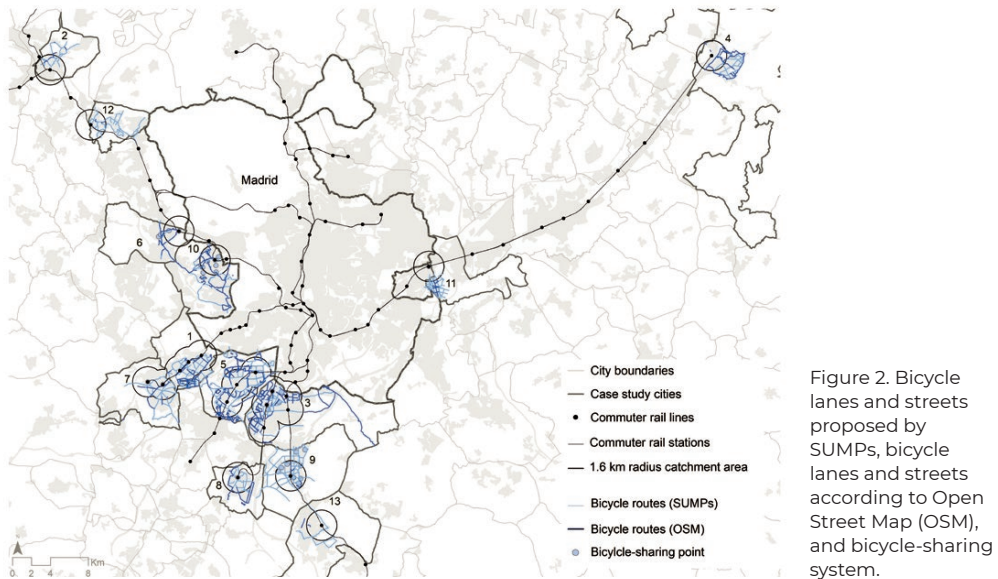 2
4
12
Madrid
6
10
11
1
5
7
3
9
8
13
City boundaries
Case study cities
Commuter rail lines
Commuter rail stations
1.6 km radius catchment area
Bicycle routes (SUMPs)
Bicycle routes (OSM)
Bicylcle-sharing point
N
0 2 4 8 Km
Figure 2. Bicycle
lanes and streets
proposed by
SUMPs, bicycle
lanes and streets
according to Open
Street Map (OSM),
and bicycle-sharing
system.